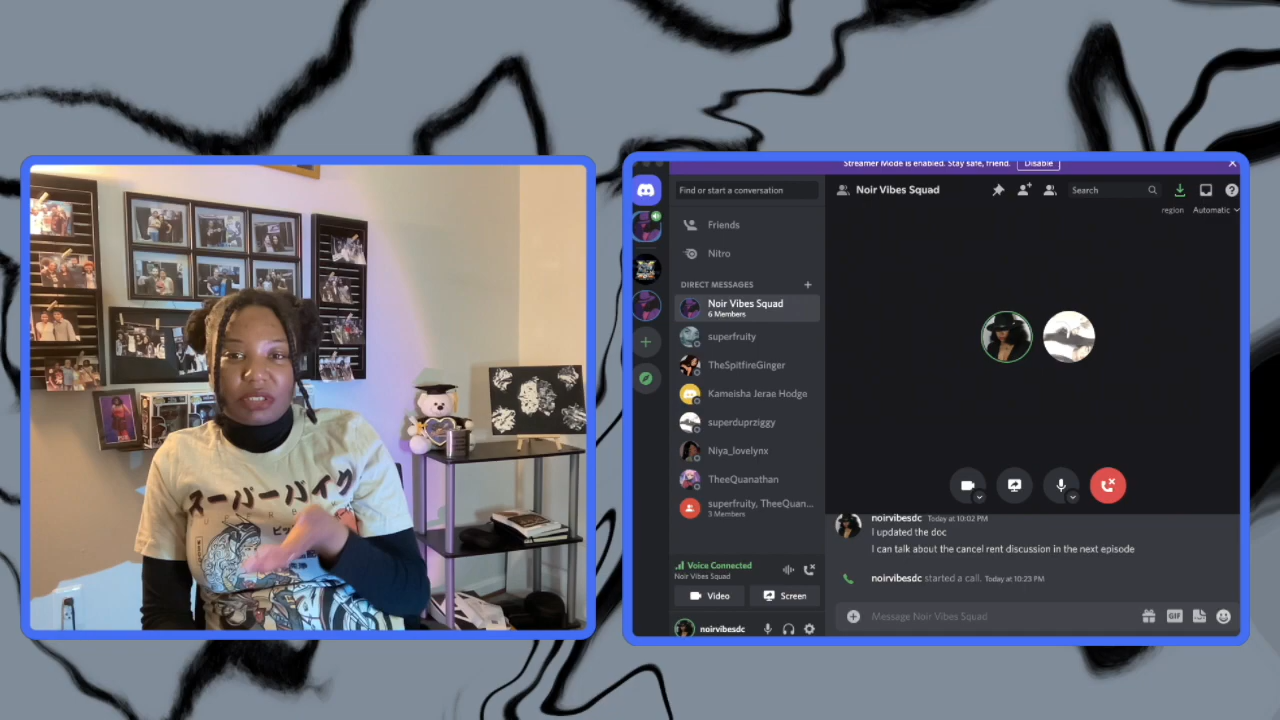 スーパーバイク
Streamer Mode is enabled. Stay safe, friend.
Disable
Find or start a conversation
Noir Vibes Squad
Search
region
Automatic
Friends
Nitro
DIRECT MESSAGES
Noir Vibes Squad
6 Members
superfruity
TheSpitfireGinger
Kameisha Jerae Hodge
superduprziggy
Niya_lovelynx
TheeQuanathan
superfruity, TheeQuan...
3 Members
Voice Connected
Noir Vibes Squad
Video
Screen
noirvibesdc
noirvibesdc Today at 10:02 PM
I updated the doc
I can talk about the cancel rent discussion in the next episode
noirvibesdc started a call. Today at 10:23 PM
Message Noir Vibes Squad
GIF